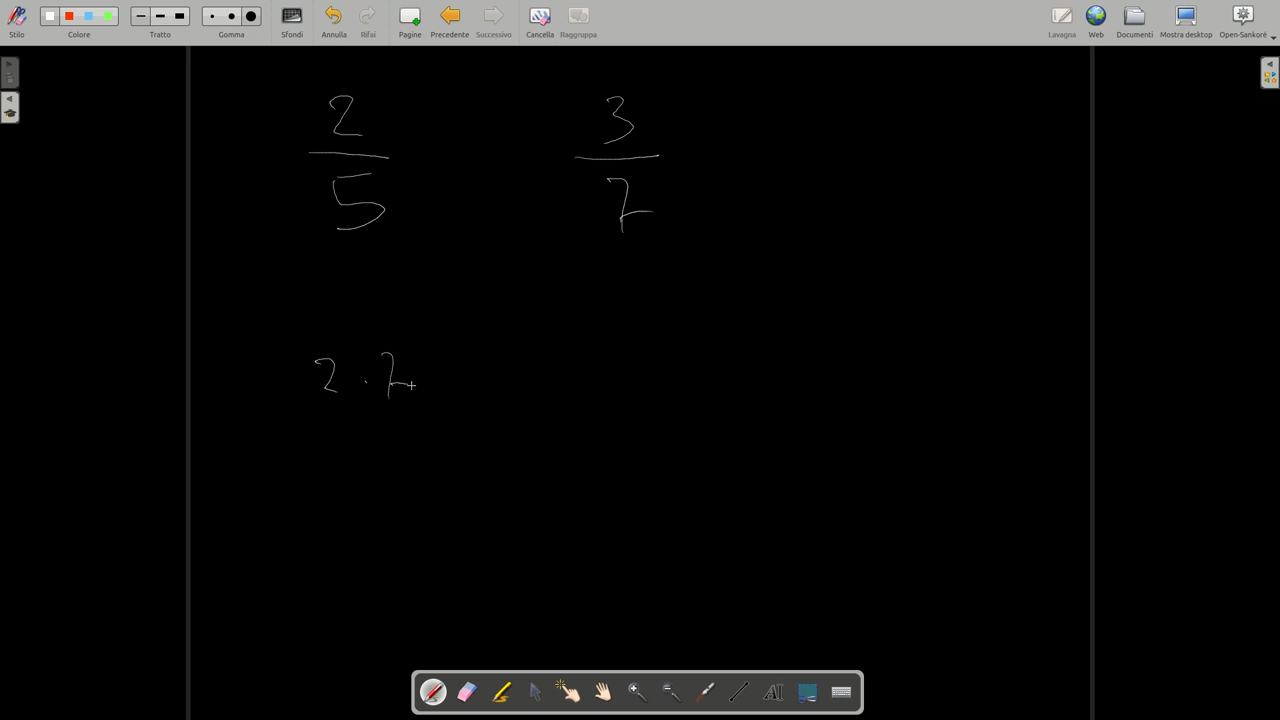 Stilo Colore Tratto Gomma Sfondi Annulla Rifai Pagine Precedente Successivo Cancella Raggruppa Lavagna Web Documenti Mostra desktop Open-Sankoré
2 3
5 7
2 . 7
AI